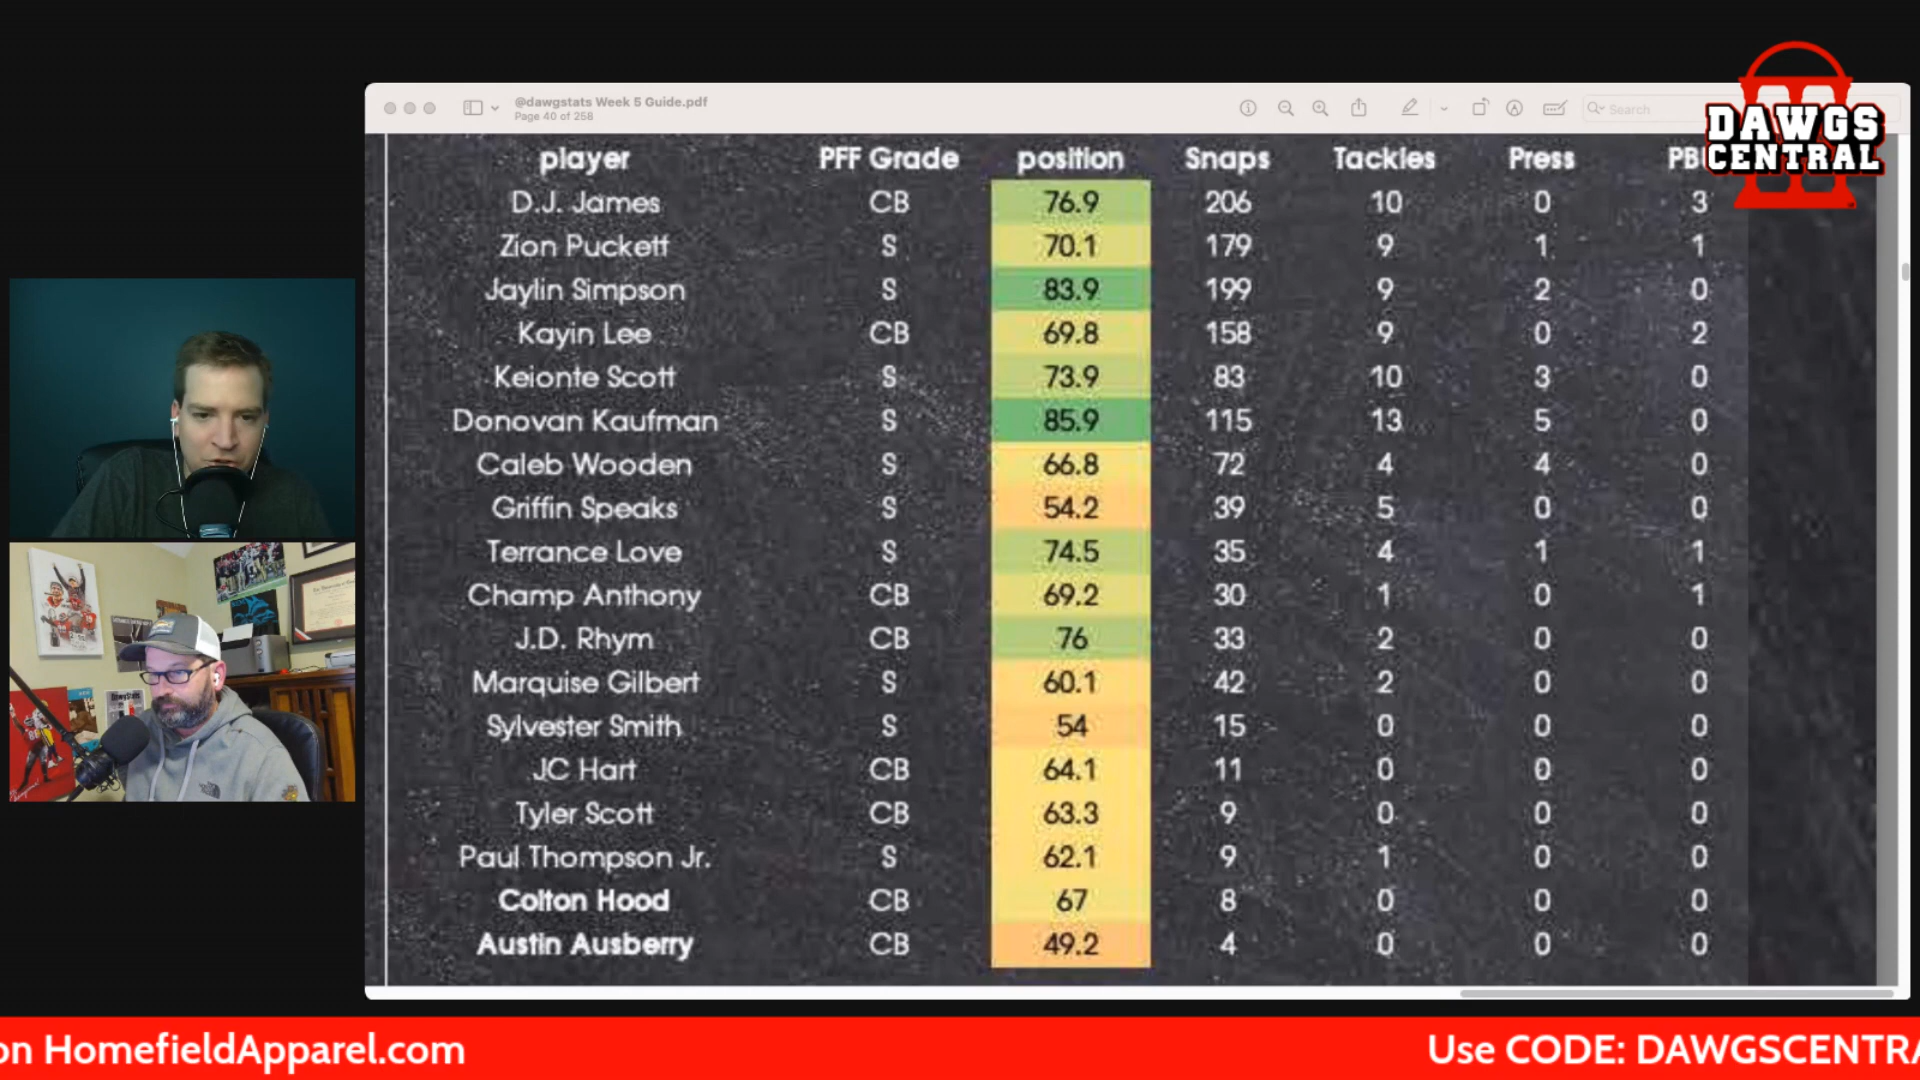 @dawgstats Week 5 Guide.pdf
Page 40 of 258
Search
DAWGS
CENTRAL
player PFF Grade position Snaps Tackles Press
D.J. James CB 76.9 206 10 0 3
Zion Puckett S 70.1 179 9 1 1
Jaylin Simpson S 83.9 199 9 2 0
Kayin Lee CB 69.8 158 9 0 2
Keionte Scott S 73.9 83 10 3 0
Donovan Kaufman S 85.9 115 13 5 0
Caleb Wooden S 66.8 72 4 4 0
Griffin Speaks S 54.2 39 5 0 0
Terrance Love S 74.5 35 4 1 1
Champ Anthony CB 69.2 30 1 0 1
J.D. Rhym CB 76 33 2 0 0
Marquise Gilbert S 60.1 42 2 0 0
Sylvester Smith S 54 15 0 0 0
JC Hart CB 64.1 11 0 0 0
Tyler Scott CB 63.3 9 0 0 0
Paul Thompson Jr. S 62.1 9 1 0 0
Colton Hood CB 67 8 0 0 0
Austin Ausberry CB 49.2 4 0 0 0
on HomefieldApparel.com Use CODE: DAWGSCENTRA